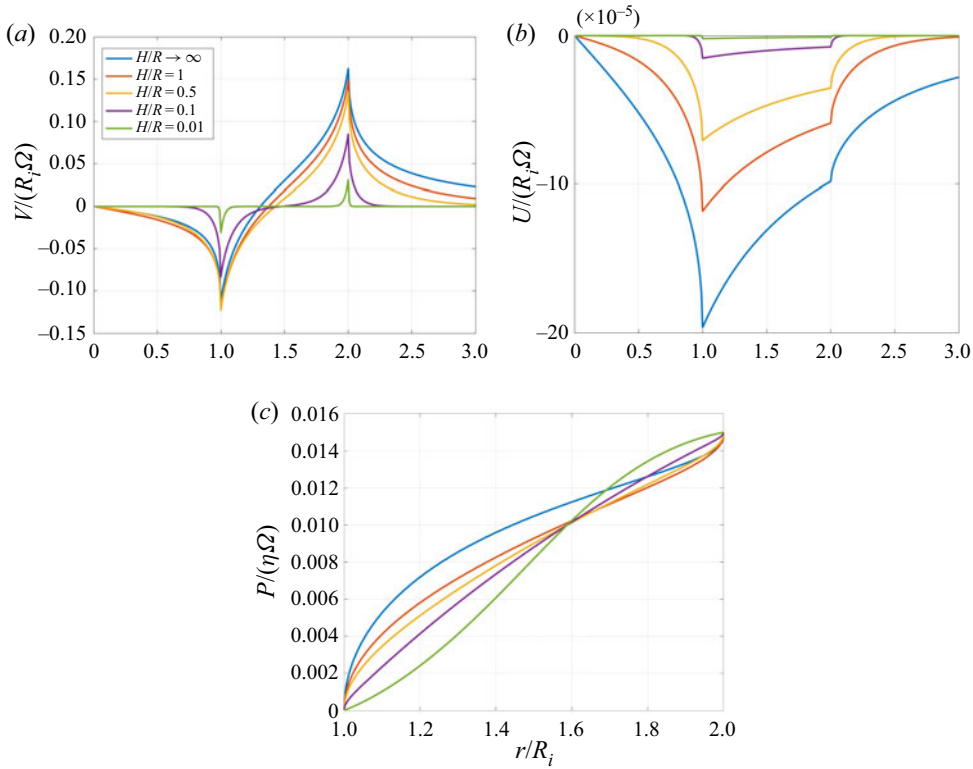 (a)
0.20
0.15
0.10
0.05
0
–0.05
–0.10
–0.15
V/(R_iΩ)
H/R → ∞
H/R = 1
H/R = 0.5
H/R = 0.1
H/R = 0.01
0 0.5 1.0 1.5 2.0 2.5 3.0
(b)
(×10⁻⁵)
0
–10
–20
U/(R_iΩ)
0 0.5 1.0 1.5 2.0 2.5 3.0
(c)
0.016
0.014
0.012
0.010
0.008
0.006
0.004
0.002
0
P/(ηΩ)
1.0 1.2 1.4 1.6 1.8 2.0
r/R_i